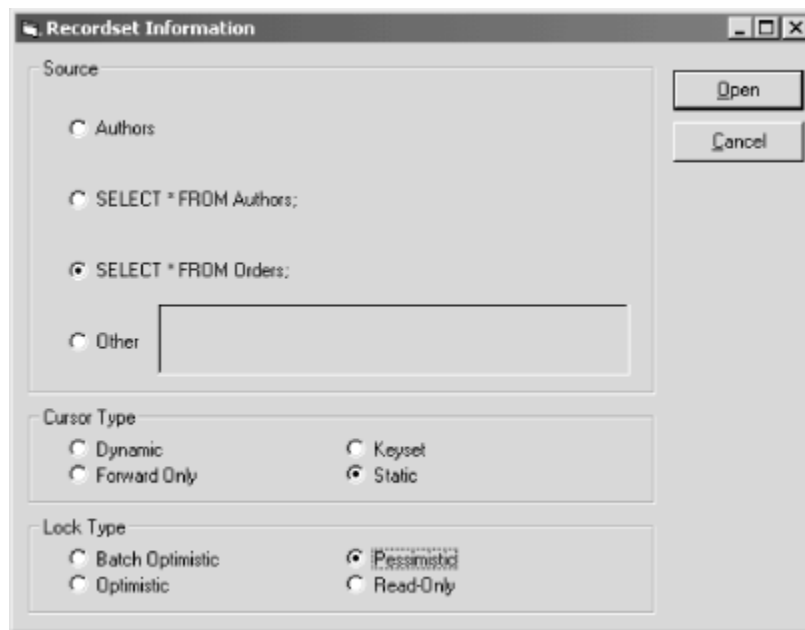 Recordset Information
Source
Open
Authors
Cancel
SELECT * FROM Authors;
SELECT * FROM Orders;
Other
Cursor Type
Dynamic
Keyset
Forward Only
Static
Lock Type
Batch Optimistic
Pessimistic
Optimistic
Read-Only